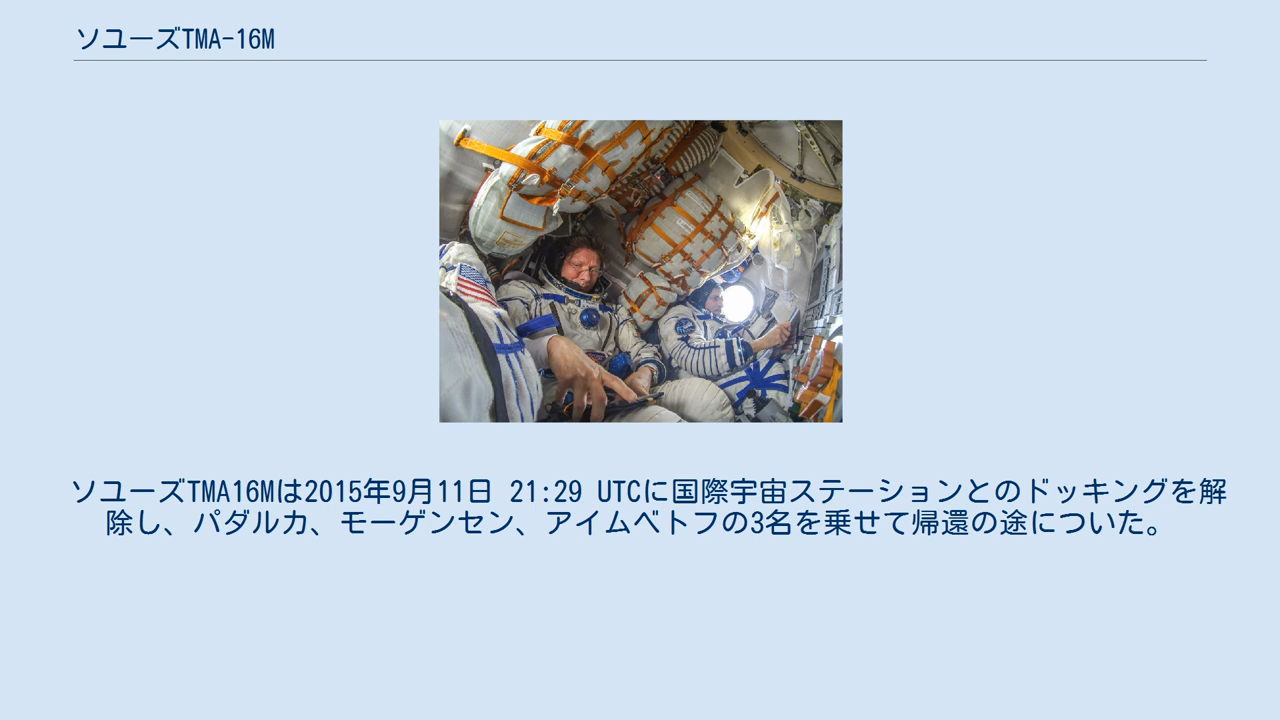 ソユーズTMA-16M
ソユーズTMA16Mは2015年9月11日 21:29 UTCに国際宇宙ステーションとのドッキングを解
除し、パダルカ、モーゲンセン、アイムベトフの3名を乗せて帰還の途についた。